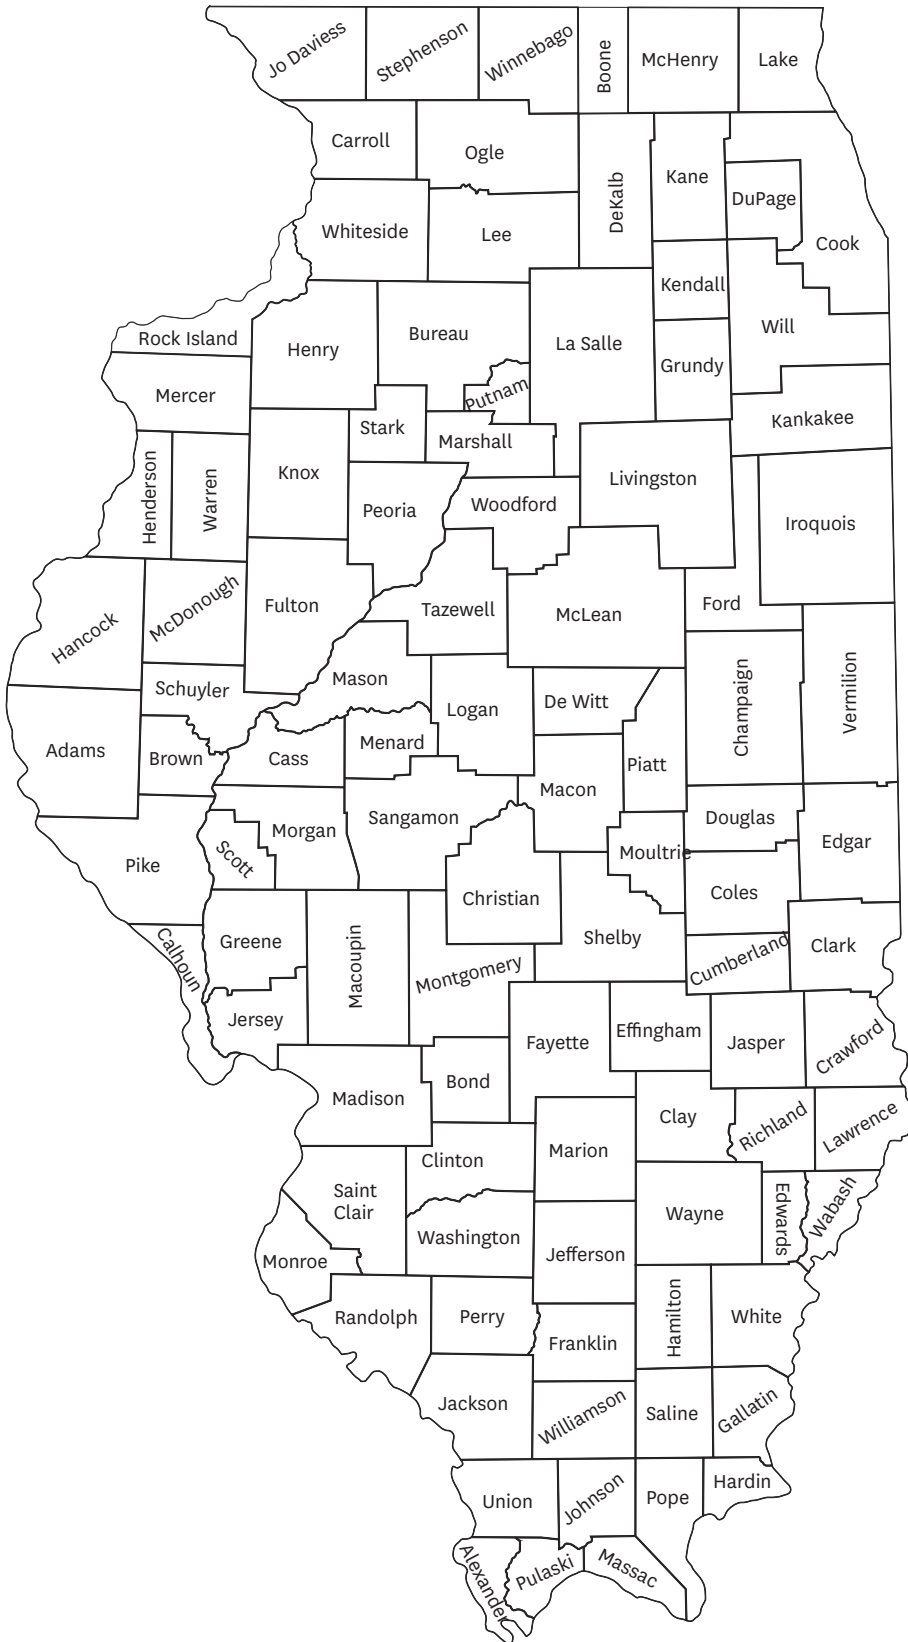 Jo Daviess
Stephenson
Winnebago
Boone
McHenry
Lake
Carroll
Ogle
DeKalb
Kane
DuPage
Cook
Whiteside
Lee
Kendall
Will
Rock Island
Henry
Bureau
La Salle
Grundy
Mercer
Putnam
Kankakee
Stark
Marshall
Henderson
Warren
Knox
Peoria
Woodford
Livingston
Iroquois
Hancock
McDonough
Fulton
Tazewell
McLean
Ford
Schuyler
Mason
Logan
De Witt
Champaign
Vermilion
Adams
Brown
Cass
Menard
Macon
Piatt
Pike
Scott
Morgan
Sangamon
Christian
Moultrie
Douglas
Edgar
Coles
Calhoun
Greene
Macoupin
Montgomery
Shelby
Cumberland
Clark
Jersey
Fayette
Effingham
Jasper
Crawford
Madison
Bond
Clay
Richland
Lawrence
Clinton
Marion
Saint
Clair
Washington
Wayne
Edwards
Wabash
Monroe
Jefferson
Randolph
Perry
Franklin
Hamilton
White
Jackson
Williamson
Saline
Gallatin
Union
Johnson
Pope
Hardin
Alexander
Pulaski
Massac